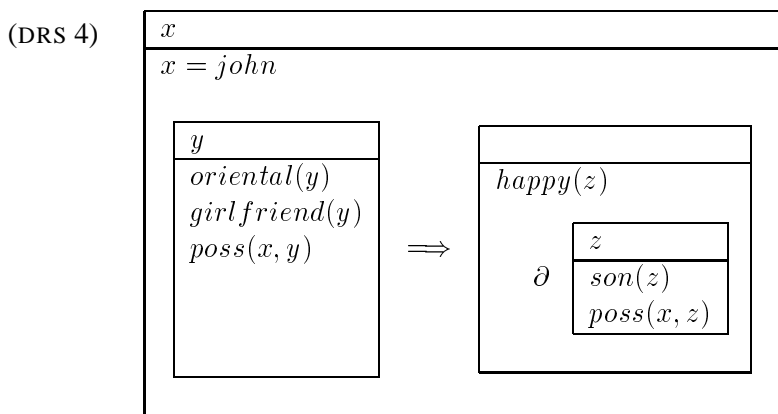 (DRS 4)
x
x = john
y
oriental(y)
girlfriend(y)
poss(x, y)
⟹
happy(z)
∂
z
son(z)
poss(x, z)